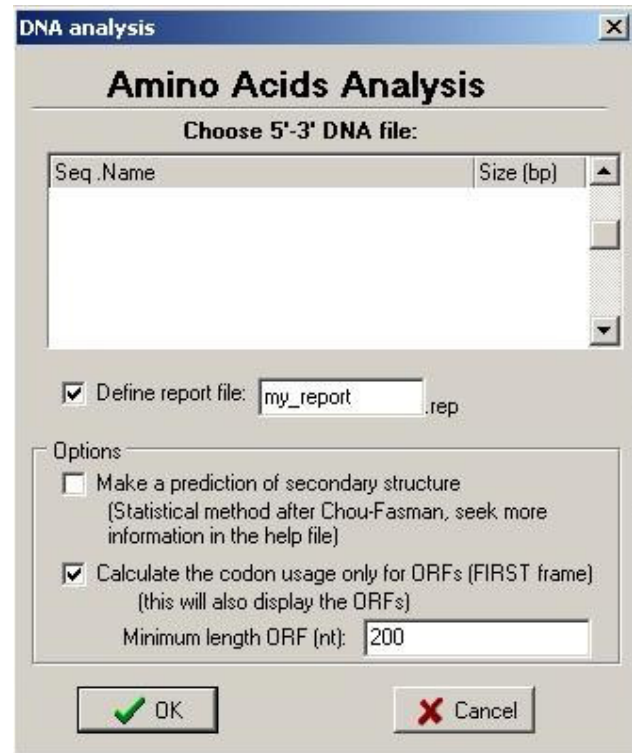 DNA analysis
Amino Acids Analysis
Choose 5'-3' DNA file:
Seq .Name Size (bp)
Define report file: my_report .rep
Options
Make a prediction of secondary structure
(Statistical method after Chou-Fasman, seek more
information in the help file)
Calculate the codon usage only for ORFs (FIRST frame)
(this will also display the ORFs)
Minimum length ORF (nt): 200
OK Cancel